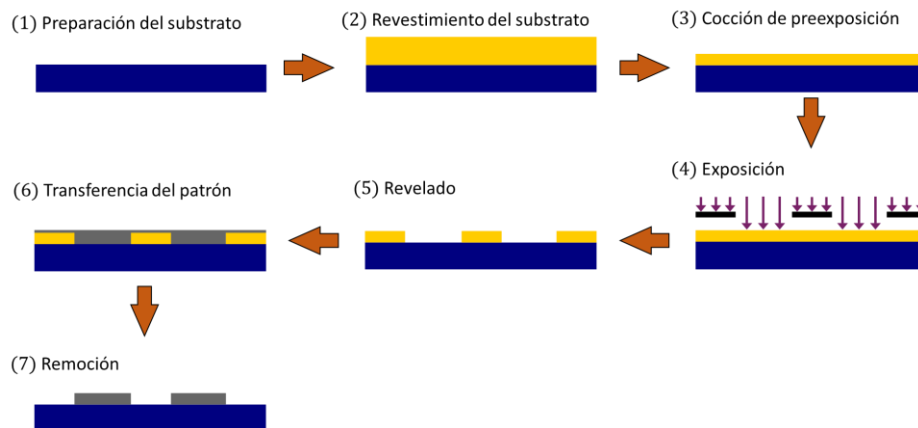 (1) Preparación del substrato
(2) Revestimiento del substrato
(3) Cocción de preexposición
(4) Exposición
(5) Revelado
(6) Transferencia del patrón
(7) Remoción